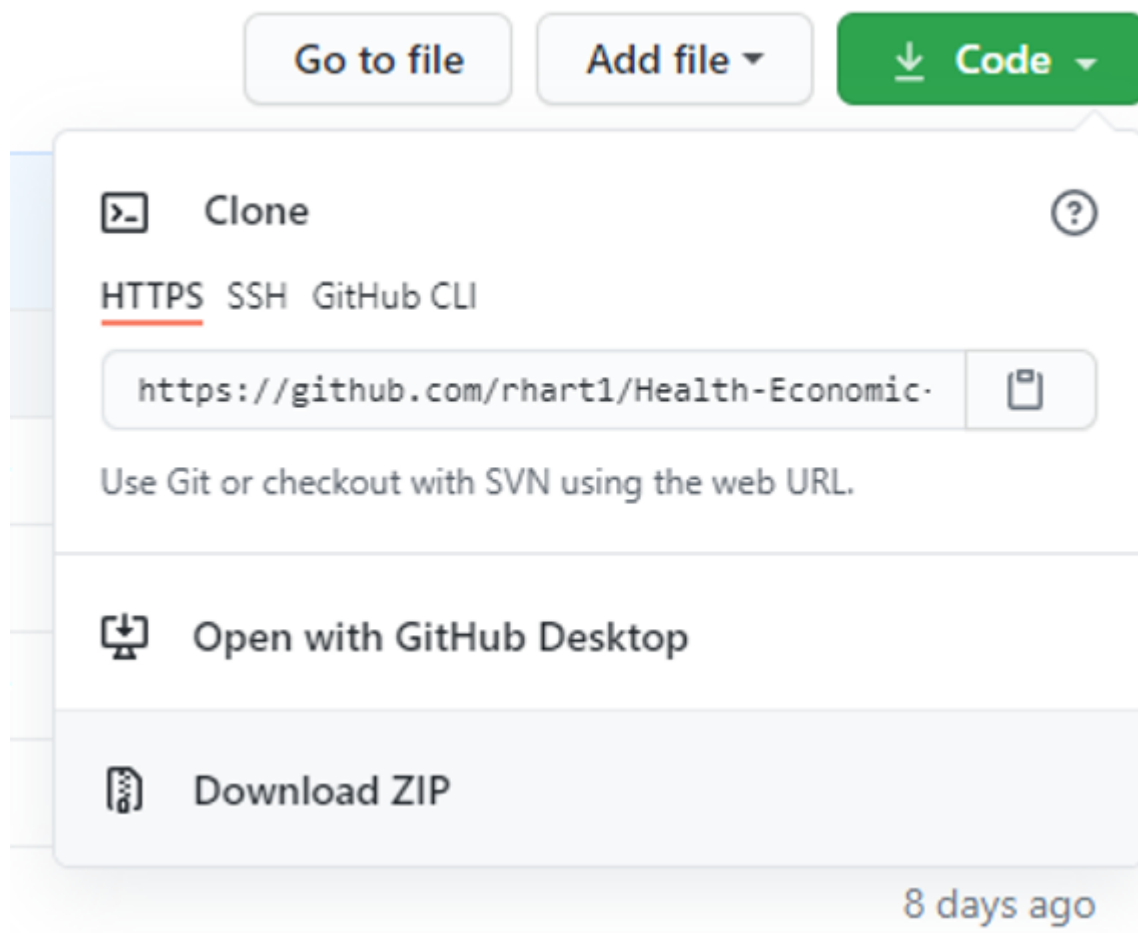 Go to file Add file Code
Clone
HTTPS SSH GitHub CLI
https://github.com/rhart1/Health-Economic-
Use Git or checkout with SVN using the web URL.
Open with GitHub Desktop
Download ZIP
8 days ago